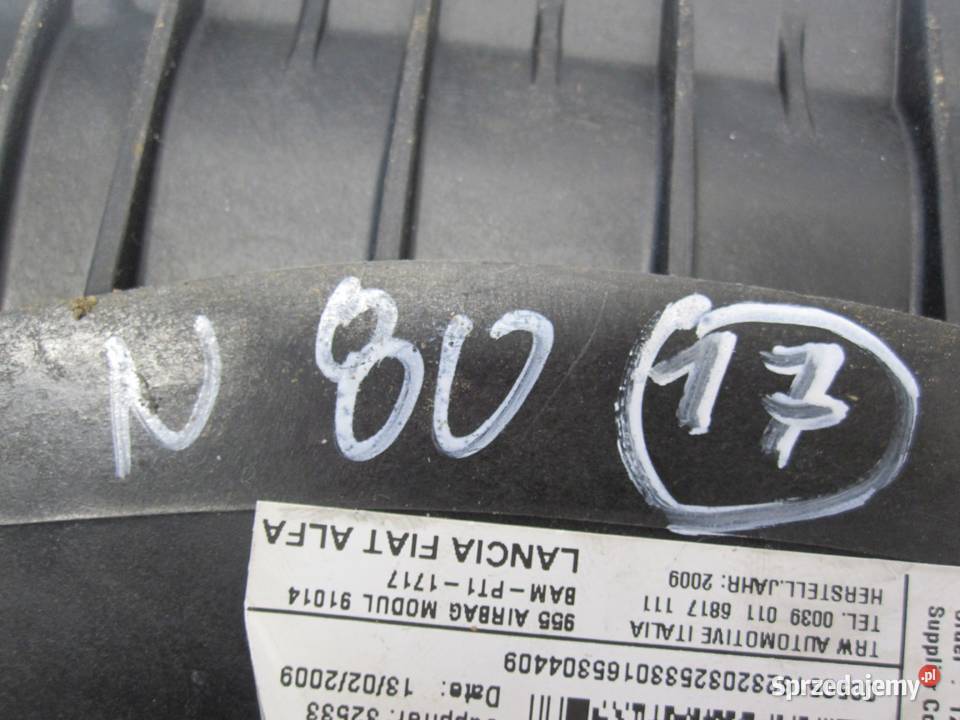 N 80 17
LANCIA FIAT ALFA
BAM-PT1-1717
955 AIRBAG MODUL 91014
HERSTELL.JAHR: 2009
TEL. 0039 011 6817 111
TRW AUTOMOTIVE ITALIA
Date: 13/02/2009
Sprzedajemy.pl